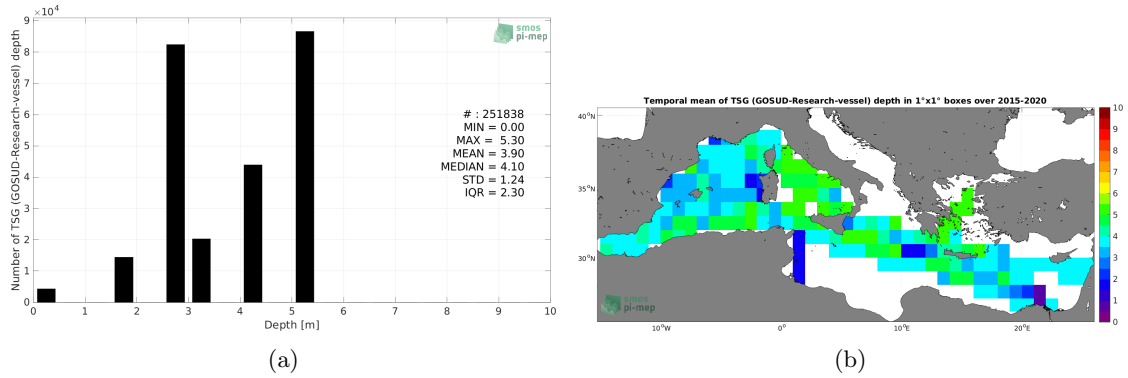 ×10⁴
9
8
7
6
5
4
3
2
1
0
Number of TSG (GOSUD-Research-vessel) depth
smos
pi-mep
# : 251838
MIN = 0.00
MAX = 5.30
MEAN = 3.90
MEDIAN = 4.10
STD = 1.24
IQR = 2.30
0 1 2 3 4 5 6 7 8 9 10
Depth [m]
(a)
Temporal mean of TSG (GOSUD-Research-vessel) depth in 1°x1° boxes over 2015-2020
40°N
35°N
30°N
smos
pi-mep
10°W 0° 10°E 20°E
10
9
8
7
6
5
4
3
2
1
0
(b)